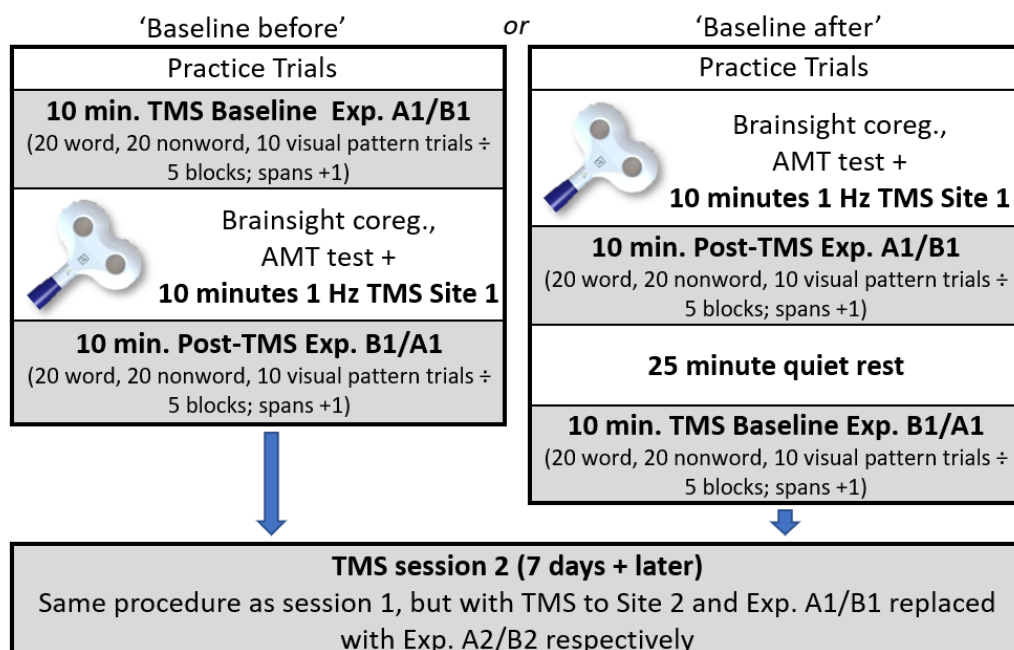 ‘Baseline before’ or ‘Baseline after’
Practice Trials
10 min. TMS Baseline Exp. A1/B1
(20 word, 20 nonword, 10 visual pattern trials ÷
5 blocks; spans +1)
Brainsight coreg.,
AMT test +
10 minutes 1 Hz TMS Site 1
10 min. Post-TMS Exp. B1/A1
(20 word, 20 nonword, 10 visual pattern trials ÷
5 blocks; spans +1)
Practice Trials
Brainsight coreg.,
AMT test +
10 minutes 1 Hz TMS Site 1
10 min. Post-TMS Exp. A1/B1
(20 word, 20 nonword, 10 visual pattern trials ÷
5 blocks; spans +1)
25 minute quiet rest
10 min. TMS Baseline Exp. B1/A1
(20 word, 20 nonword, 10 visual pattern trials ÷
5 blocks; spans +1)
TMS session 2 (7 days + later)
Same procedure as session 1, but with TMS to Site 2 and Exp. A1/B1 replaced
with Exp. A2/B2 respectively